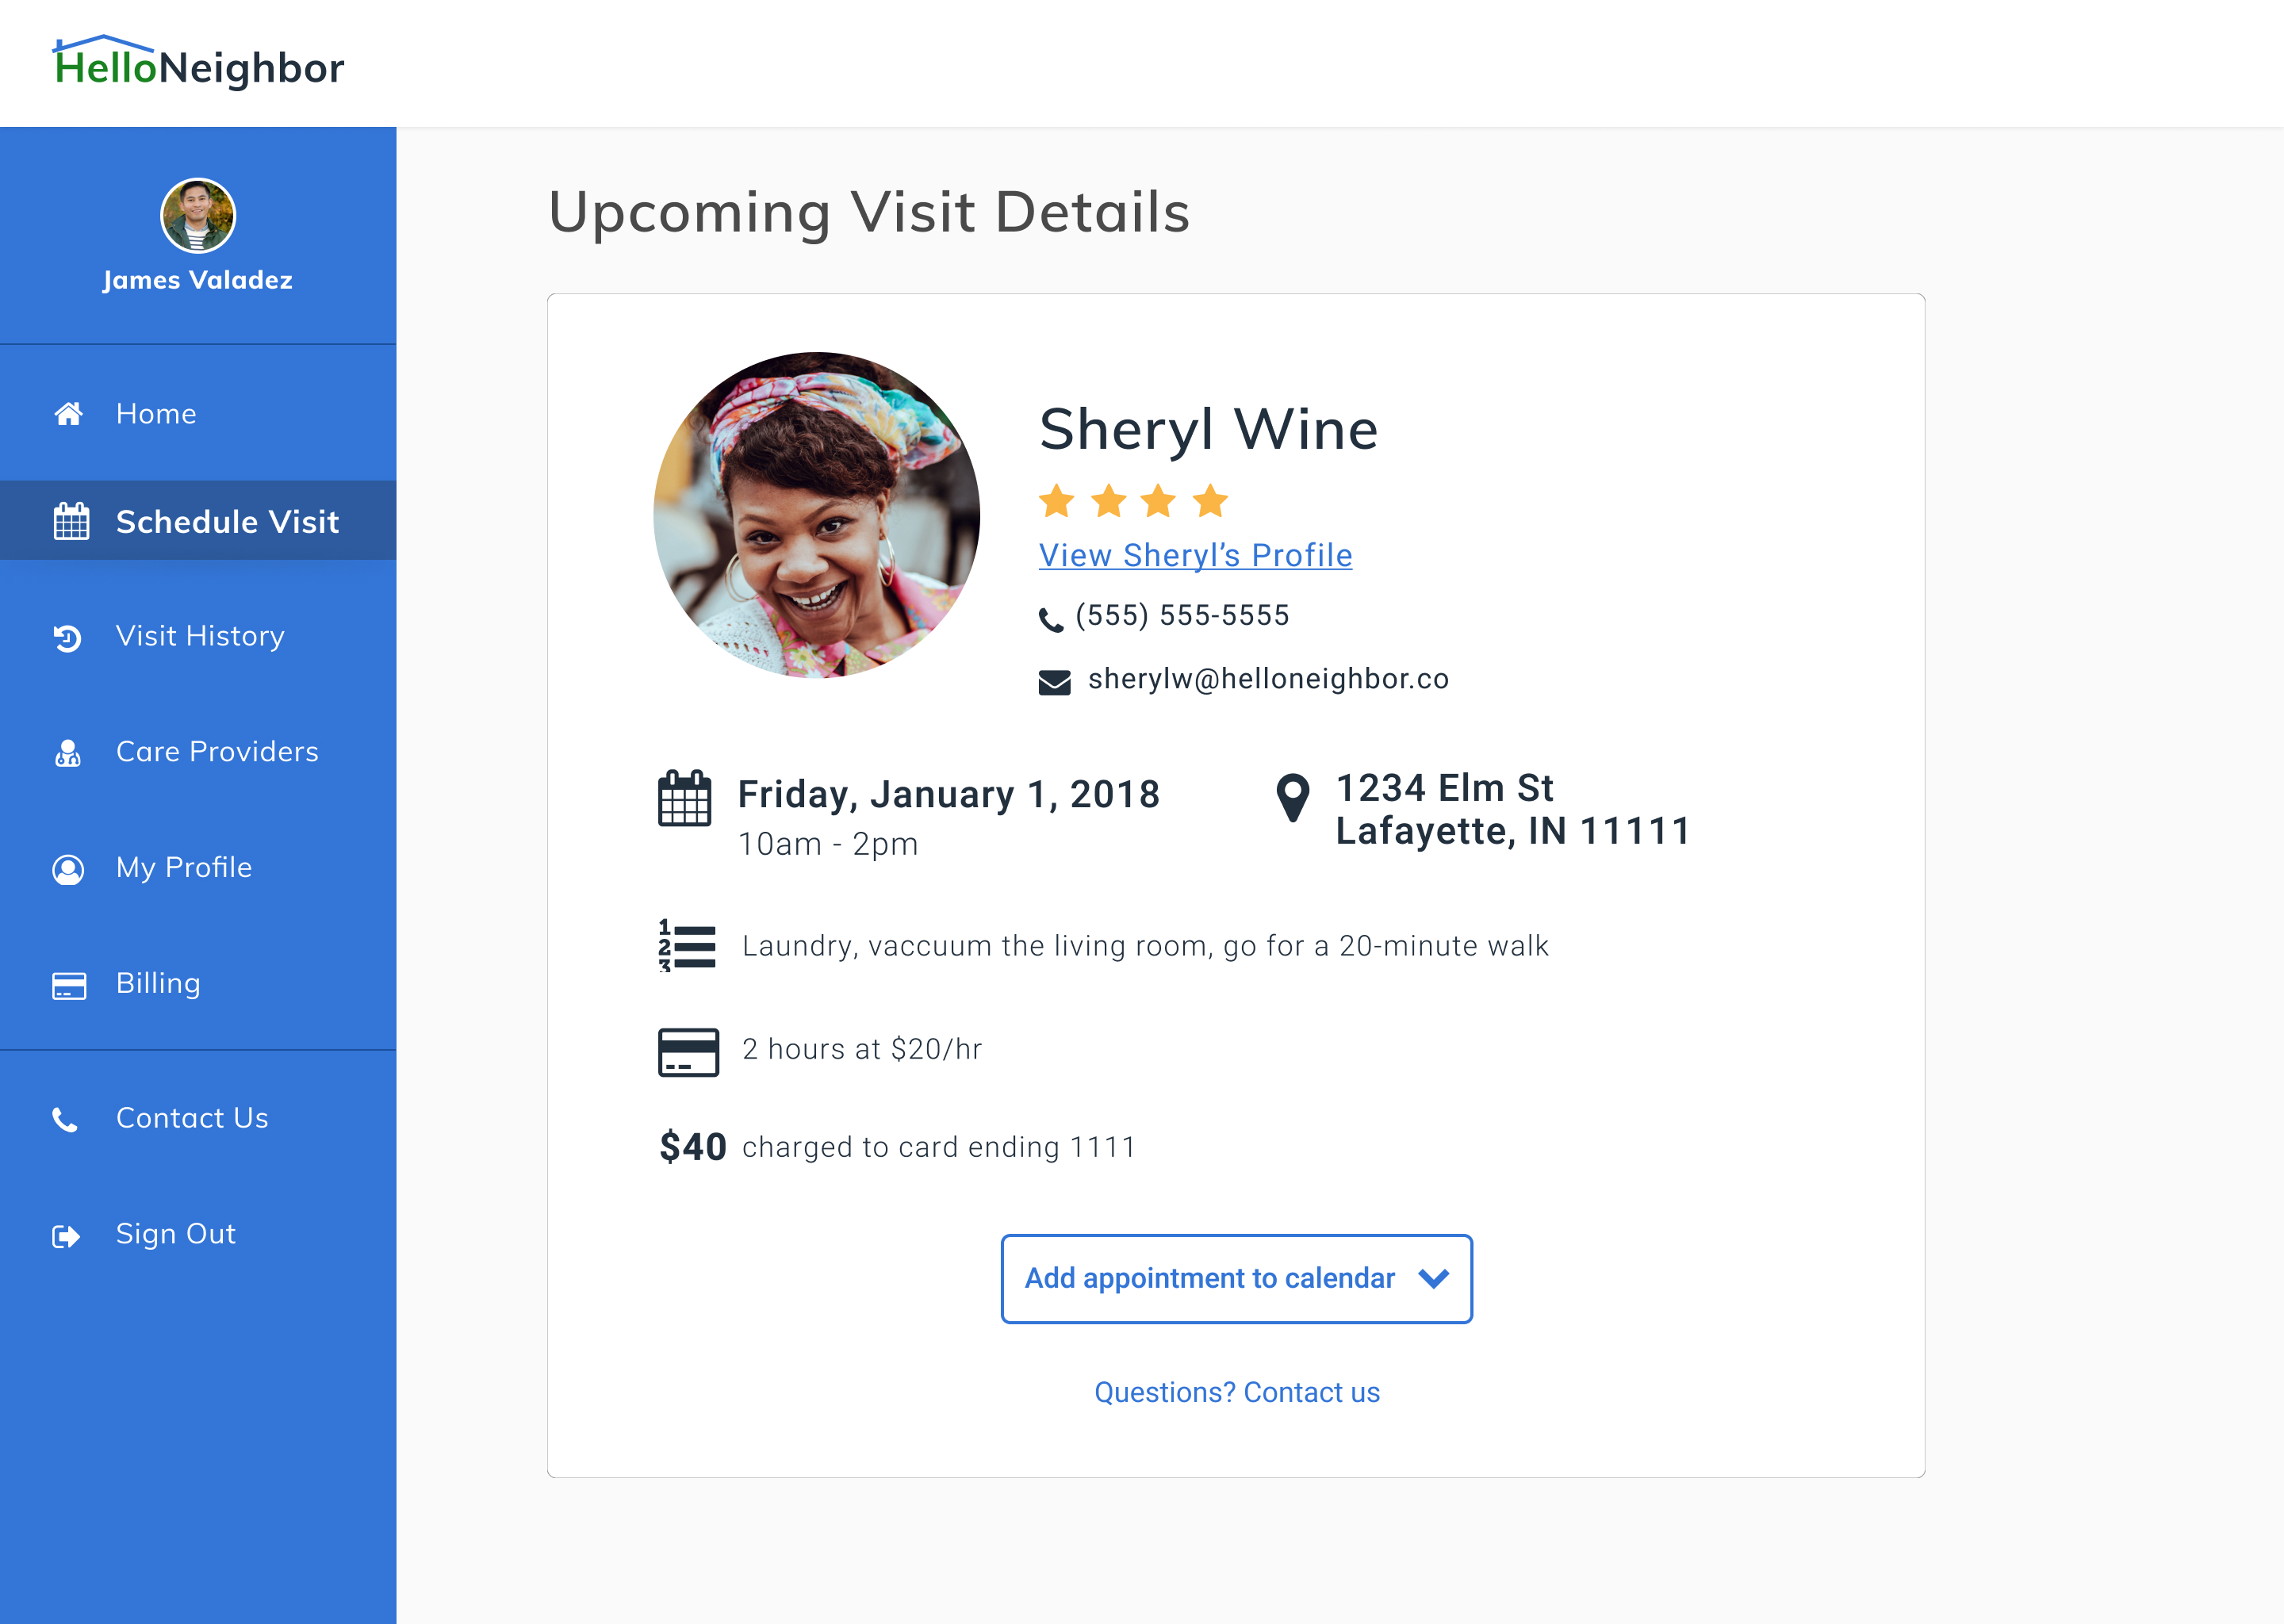 HelloNeighbor
James Valadez
Home
Schedule Visit
Visit History
Care Providers
My Profile
Billing
Contact Us
Sign Out
Upcoming Visit Details
Sheryl Wine
View Sheryl’s Profile
(555) 555-5555
sherylw@helloneighbor.co
Friday, January 1, 2018
10am - 2pm
1234 Elm St
Lafayette, IN 11111
1
2
3
Laundry, vaccuum the living room, go for a 20-minute walk
2 hours at $20/hr
$40 charged to card ending 1111
Add appointment to calendar
Questions? Contact us